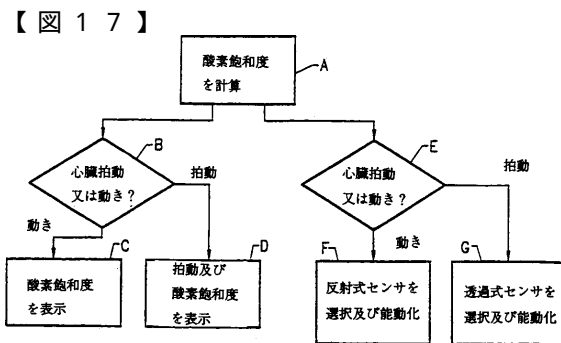 【図17】
酸素飽和度
を計算
A
心臓拍動
又は動き？
B
拍動
動き
心臓拍動
又は動き？
E
拍動
動き
酸素飽和度
を表示
C
拍動及び
酸素飽和度
を表示
D
反射式センサを
選択及び能動化
F
透過式センサを
選択及び能動化
G